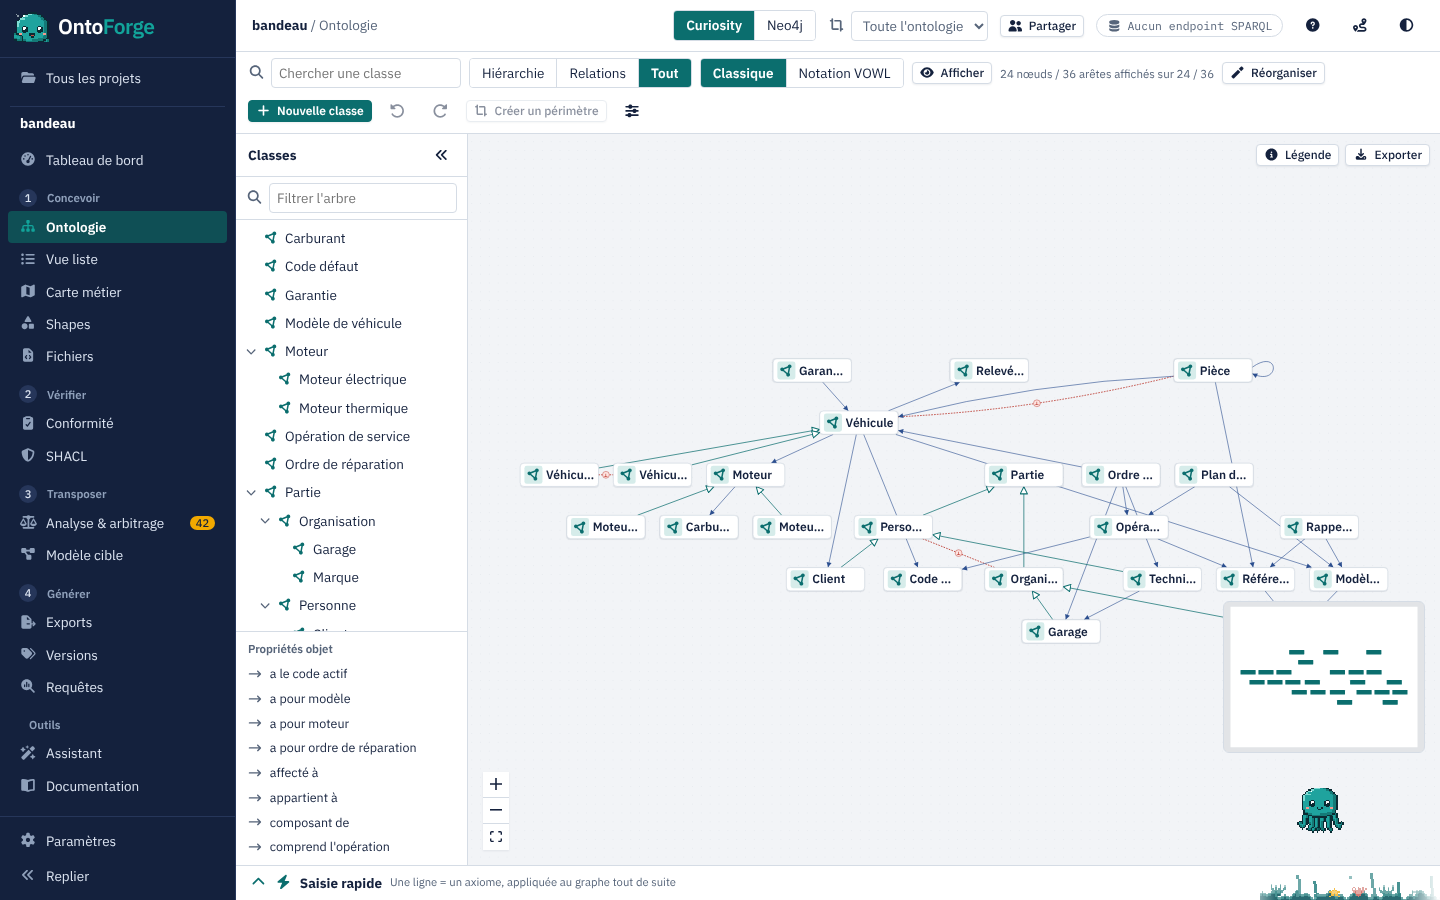 OntoForge
Tous les projets
bandeau
Tableau de bord
1 Concevoir
Ontologie
Vue liste
Carte métier
Shapes
Fichiers
2 Vérifier
Conformité
SHACL
3 Transposer
Analyse & arbitrage 42
Modèle cible
4 Générer
Exports
Versions
Requêtes
Outils
Assistant
Documentation
Paramètres
Replier
bandeau / Ontologie
Curiosity Neo4j Toute l'ontologie Partager Aucun endpoint SPARQL
Chercher une classe Hiérarchie Relations Tout Classique Notation VOWL Afficher 24 nœuds / 36 arêtes affichés sur 24 / 36 Réorganiser
Nouvelle classe Créer un périmètre
Classes
Filtrer l'arbre
Carburant
Code défaut
Garantie
Modèle de véhicule
Moteur
Moteur électrique
Moteur thermique
Opération de service
Ordre de réparation
Partie
Organisation
Garage
Marque
Personne
Propriétés objet
a le code actif
a pour modèle
a pour moteur
a pour ordre de réparation
affecté à
appartient à
composant de
comprend l'opération
Légende Exporter
Garan... Relevé... Pièce
Véhicule
Véhicu... Véhicu... Moteur Partie Ordre ... Plan d...
Moteu... Carbu... Moteu... Perso... Opéra... Rappe...
Client Code ... Organi... Techni... Référe... Modèl...
Garage
Saisie rapide Une ligne = un axiome, appliquée au graphe tout de suite